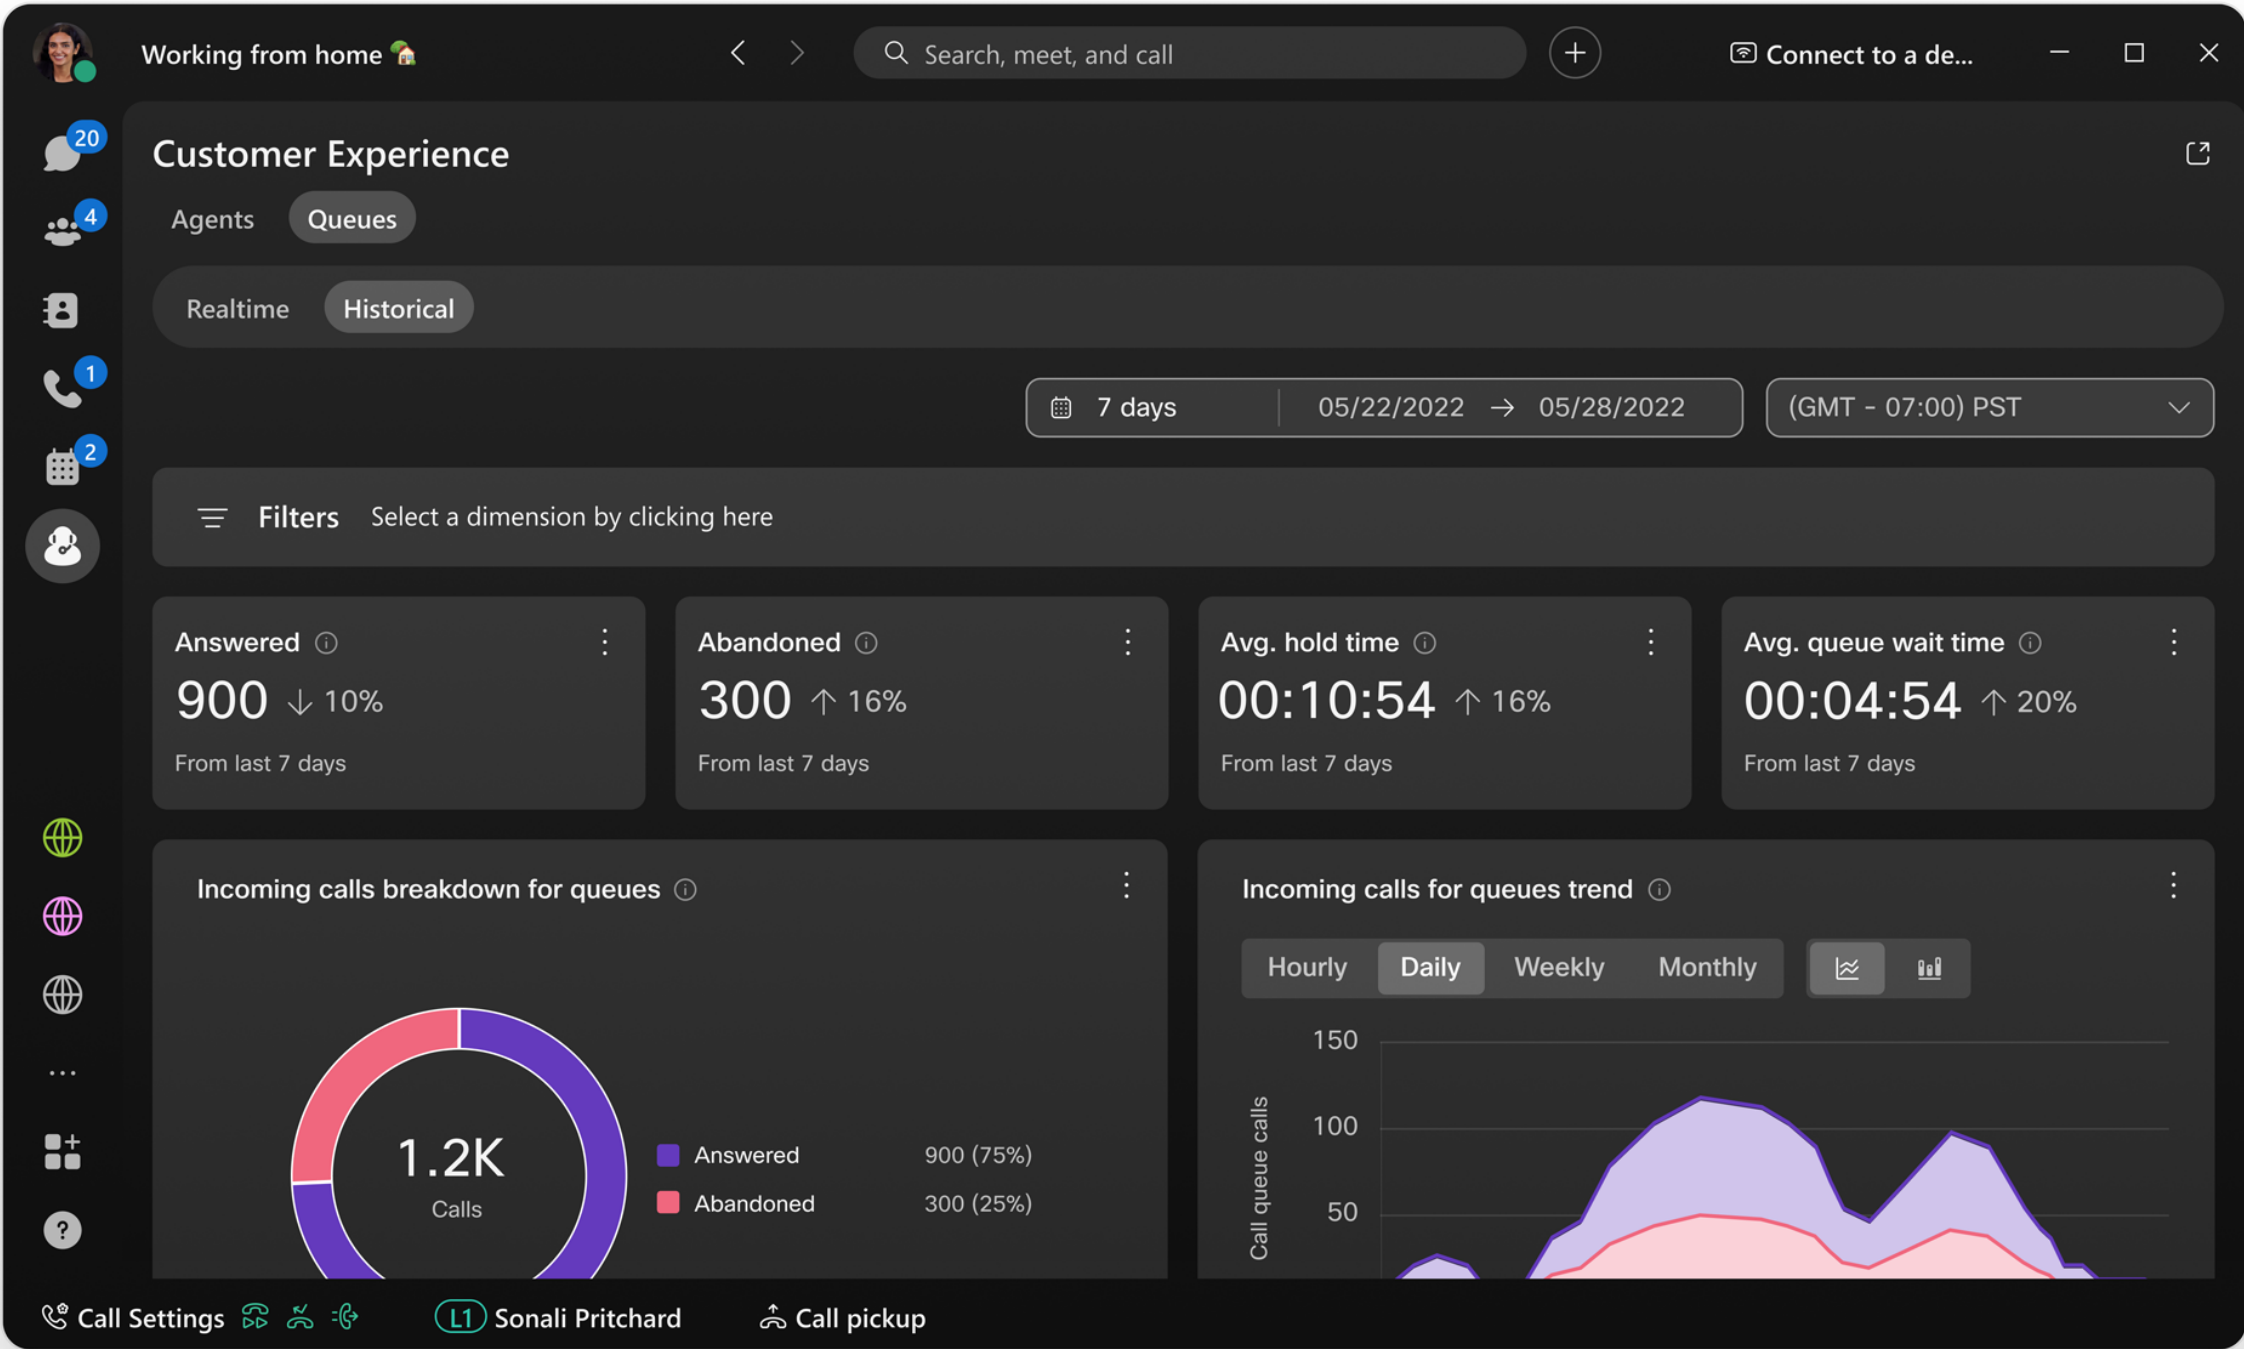 Working from home
Search, meet, and call
Connect to a de...
20
4
1
2
Customer Experience
Agents
Queues
Realtime
Historical
7 days
05/22/2022 → 05/28/2022
(GMT - 07:00) PST
Filters
Select a dimension by clicking here
Answered
900 ↓ 10%
From last 7 days
Abandoned
300 ↑ 16%
From last 7 days
Avg. hold time
00:10:54 ↑ 16%
From last 7 days
Avg. queue wait time
00:04:54 ↑ 20%
From last 7 days
Incoming calls breakdown for queues
1.2K
Calls
Answered 900 (75%)
Abandoned 300 (25%)
Incoming calls for queues trend
Hourly
Daily
Weekly
Monthly
150
100
50
Call queue calls
Call Settings
L1 Sonali Pritchard
Call pickup